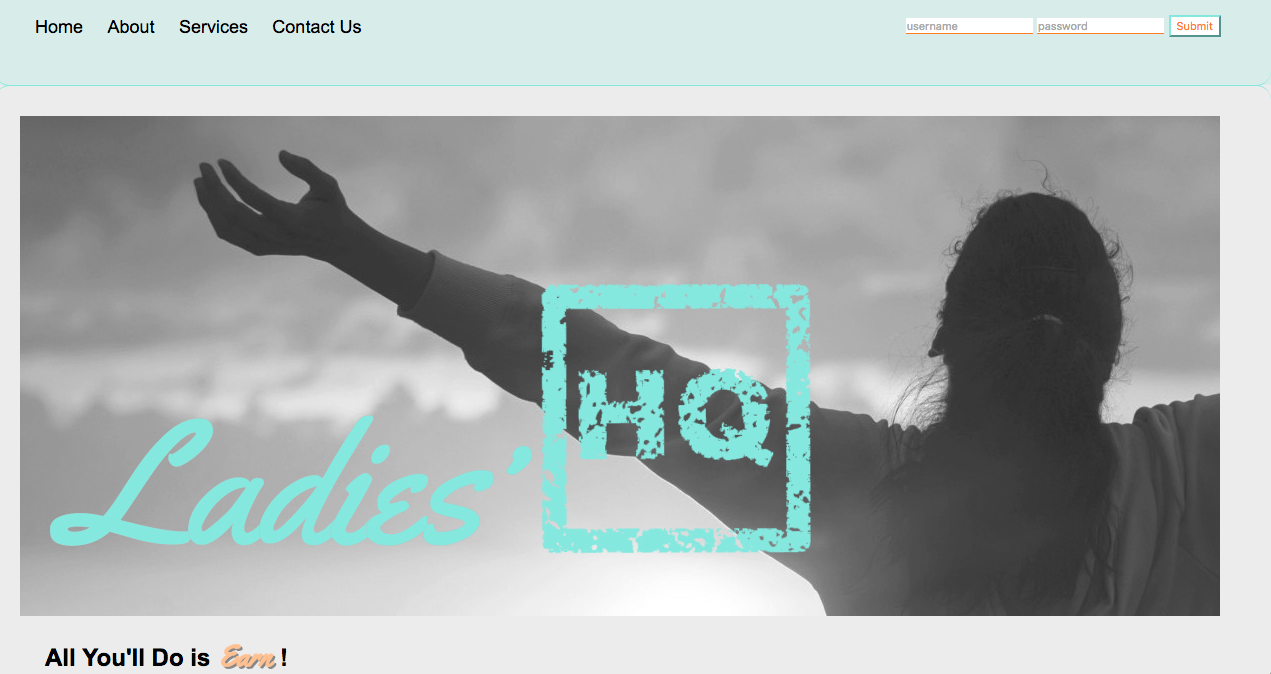 Home About Services Contact Us username password Submit
HQ
Ladies'
All You'll Do is Earn !